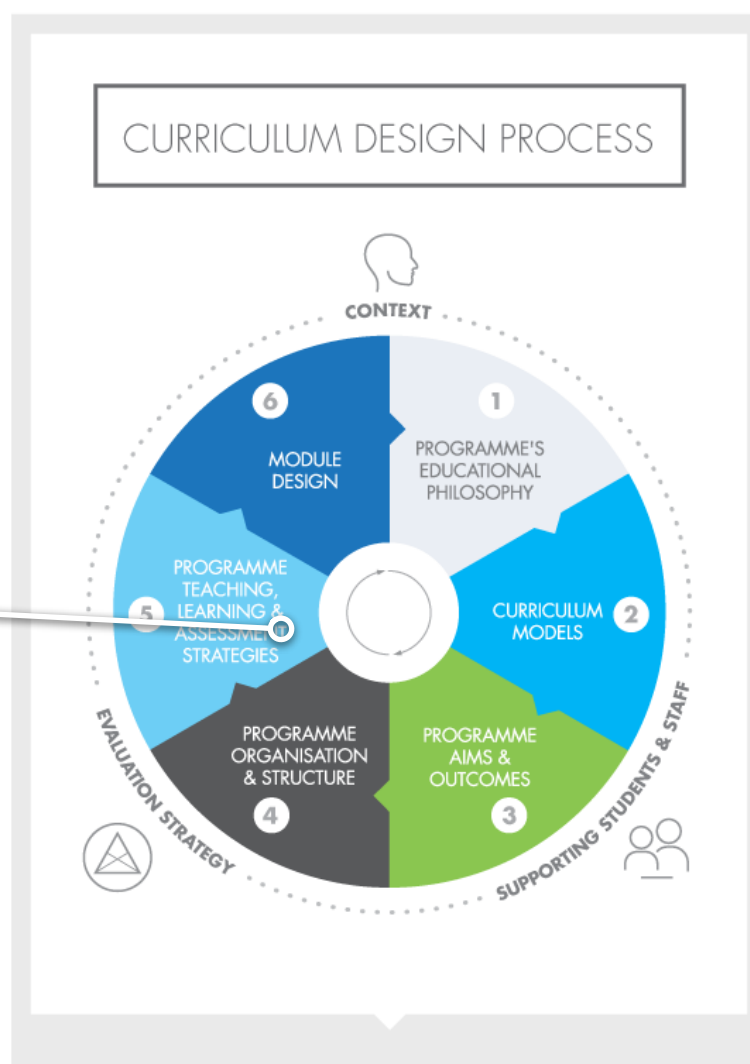 CURRICULUM DESIGN PROCESS
CONTEXT
1
PROGRAMME'S
EDUCATIONAL
PHILOSOPHY
CURRICULUM
MODELS
2
PROGRAMME
AIMS &
OUTCOMES
3
PROGRAMME
ORGANISATION
& STRUCTURE
4
PROGRAMME
TEACHING,
LEARNING &
ASSESSMENT
STRATEGIES
5
6
MODULE
DESIGN
SUPPORTING STUDENTS & STAFF
EVALUATION STRATEGY